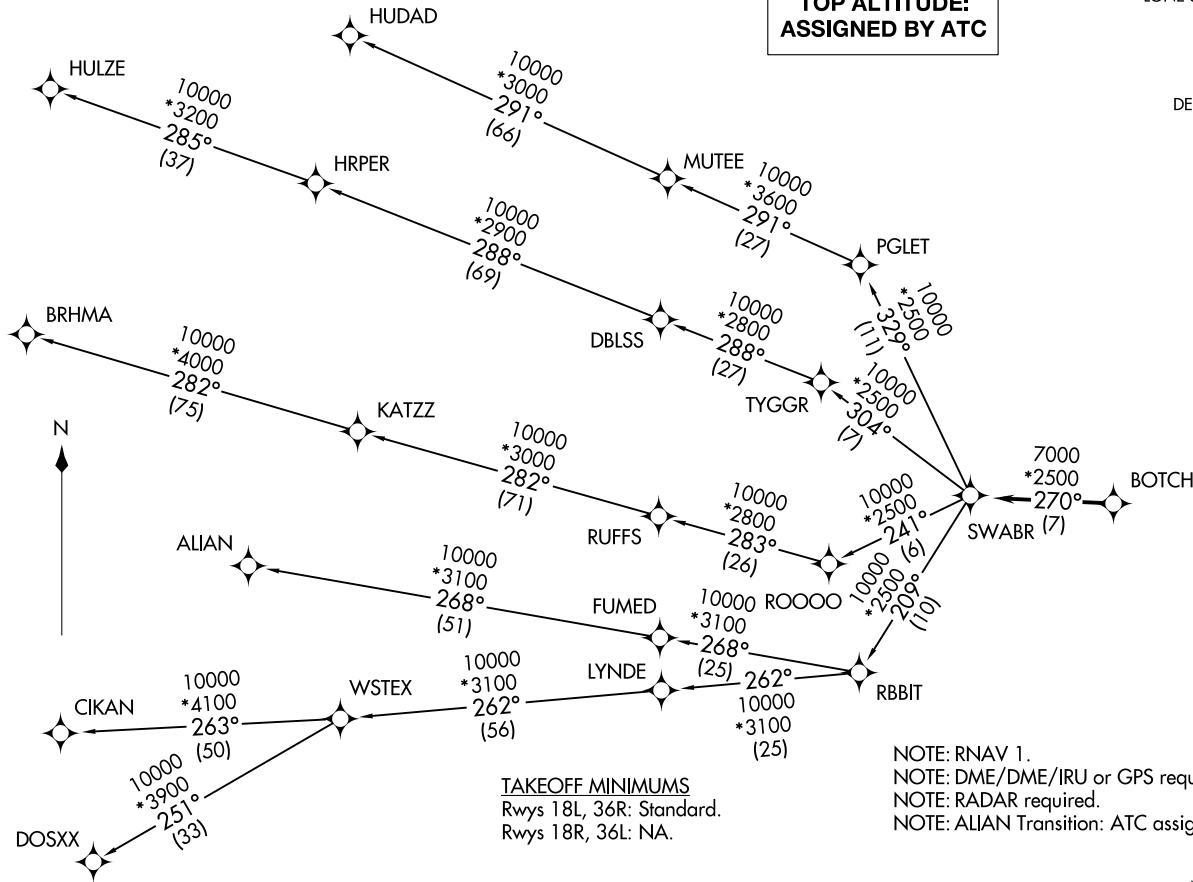 TOP ALTITUDE:
ASSIGNED BY ATC
HUDAD
HULZE
10000
*3000
291°
(66)
10000
*3200
285°
(37)
HRPER
MUTEE
10000
*3600
291°
(27)
10000
*2900
288°
(69)
PGLET
BRHMA
10000
*2500
329°
(11)
10000
*4000
282°
(75)
DBLSS
10000
*2800
288°
(27)
TYGGR
10000
*2500
304°
(7)
KATZZ
N
10000
*3000
282°
(71)
7000
*2500
270°
(7)
BOTCH
SWABR
10000
*2500
241°
(6)
RUFFS
10000
*2800
283°
(26)
ROOOO
ALIAN
10000
*3100
268°
(51)
10000
*2500
209°
(10)
FUMED
10000
*3100
268°
(25)
RBBIT
LYNDE
262°
10000
*3100
(25)
WSTEX
10000
*3100
262°
(56)
CIKAN
10000
*4100
263°
(50)
10000
*3900
251°
(33)
DOSXX
TAKEOFF MINIMUMS
Rwys 18L, 36R: Standard.
Rwys 18R, 36L: NA.
NOTE: RNAV 1.
NOTE: DME/DME/IRU or GPS requ
NOTE: RADAR required.
NOTE: ALIAN Transition: ATC assig
DE